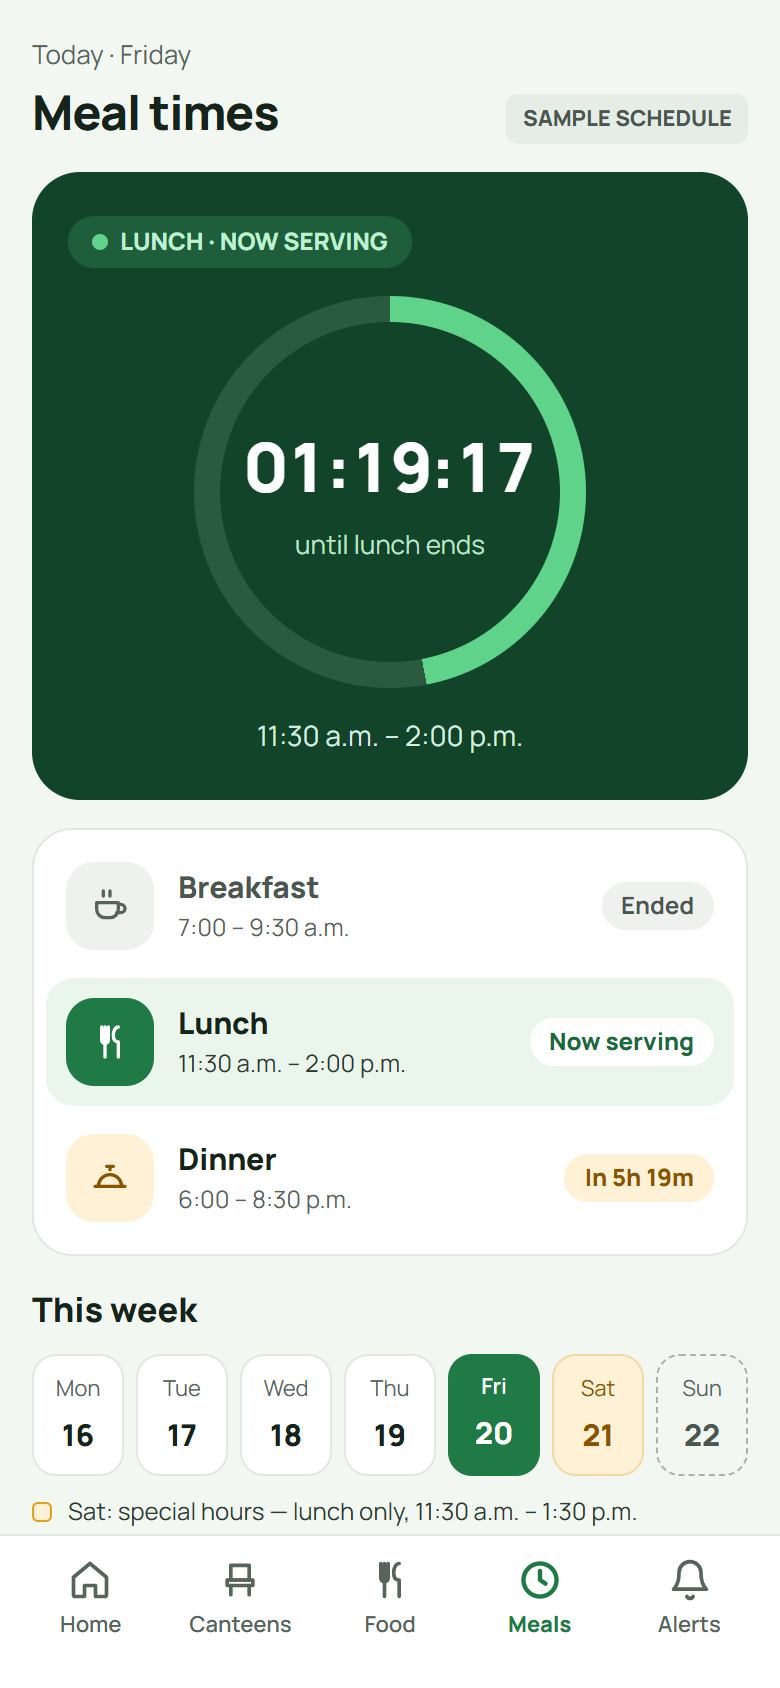 Today · Friday
Meal times
SAMPLE SCHEDULE
LUNCH · NOW SERVING
01:19:17
until lunch ends
11:30 a.m. – 2:00 p.m.
Breakfast
7:00 – 9:30 a.m.
Ended
Lunch
11:30 a.m. – 2:00 p.m.
Now serving
Dinner
6:00 – 8:30 p.m.
In 5h 19m
This week
Mon Tue Wed Thu Fri Sat Sun
16 17 18 19 20 21 22
Sat: special hours — lunch only, 11:30 a.m. – 1:30 p.m.
Home Canteens Food Meals Alerts